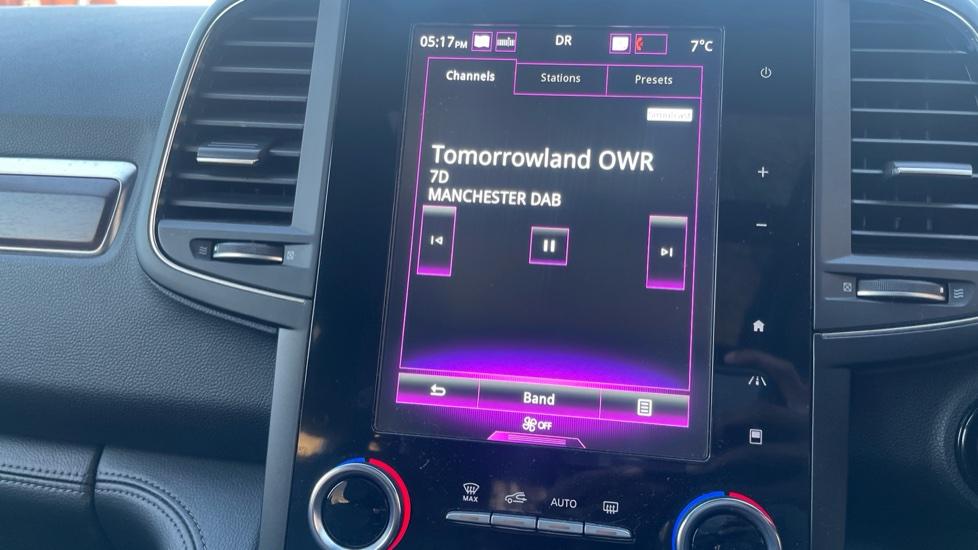 05:17PM DR 7°C
Channels Stations Presets
Tomorrowland OWR
7D
MANCHESTER DAB
Band
OFF
MAX AUTO